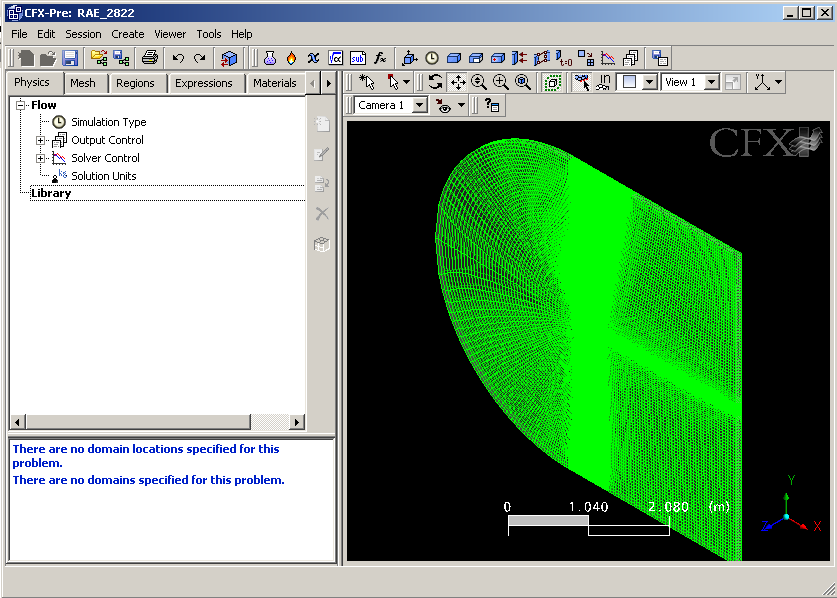 CFX-Pre: RAE_2822
File Edit Session Create Viewer Tools Help
Physics Mesh Regions Expressions Materials
View 1
Camera 1
Flow
Simulation Type
Output Control
Solver Control
Solution Units
Library
CFX
There are no domain locations specified for this
problem.
There are no domains specified for this problem.
0 1.040 2.080 (m)
Y
Z X